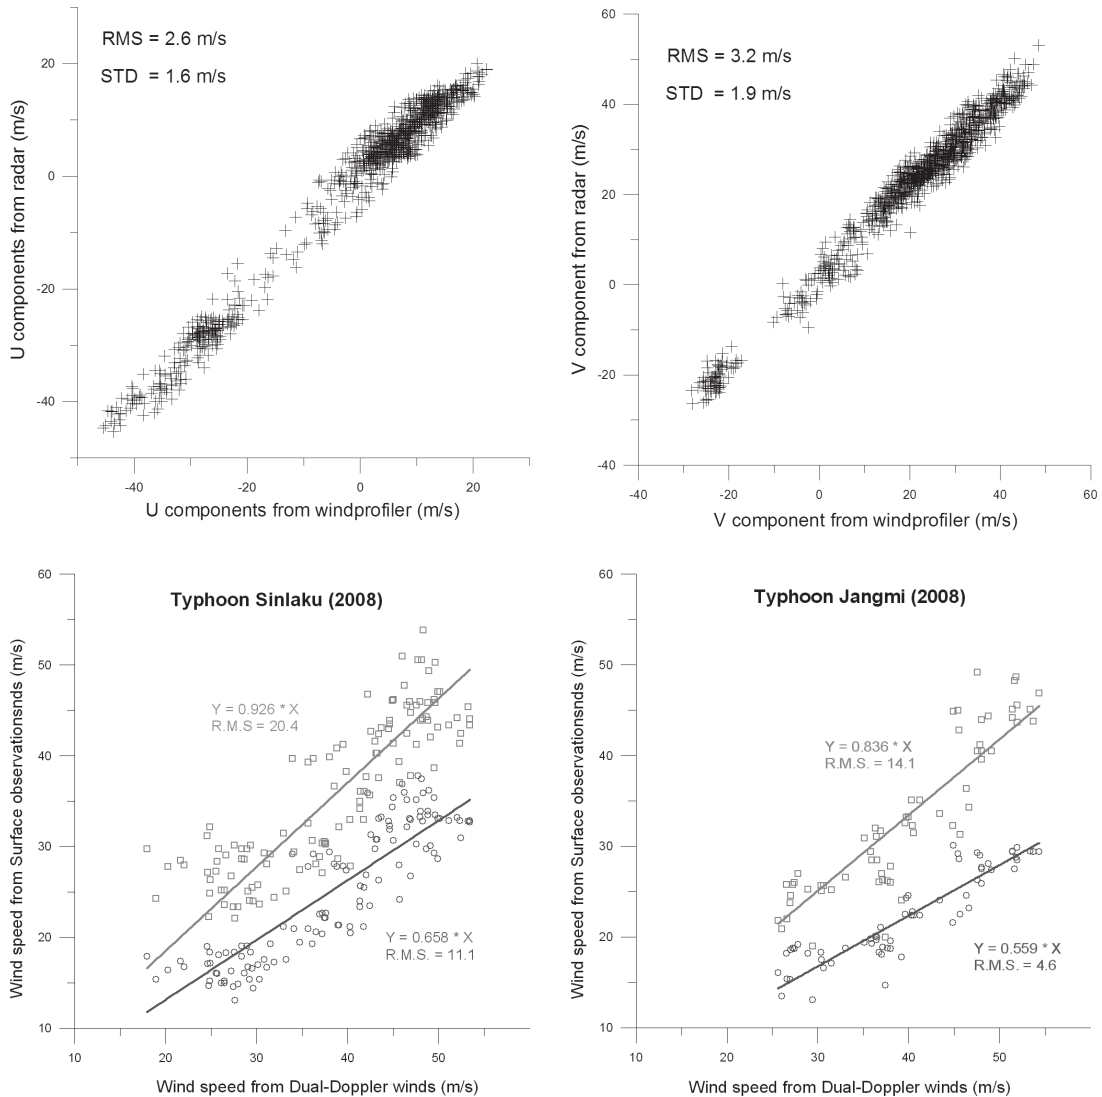 RMS = 2.6 m/s
STD = 1.6 m/s
20
0
-20
-40
-40
-20
0
20
U components from radar (m/s)
U components from windprofiler (m/s)
RMS = 3.2 m/s
STD = 1.9 m/s
60
40
20
0
-20
-40
-40
-20
0
20
40
60
V component from radar (m/s)
V component from windprofiler (m/s)
Typhoon Sinlaku (2008)
60
50
40
30
20
10
10
20
30
40
50
Y = 0.926 * X
R.M.S = 20.4
Y = 0.658 * X
R.M.S. = 11.1
Wind speed from Surface observationsnds (m/s)
Wind speed from Dual-Doppler winds (m/s)
Typhoon Jangmi (2008)
60
50
40
30
20
10
10
20
30
40
50
Y = 0.836 * X
R.M.S. = 14.1
Y = 0.559 * X
R.M.S. = 4.6
Wind speed from Surface observationsnds (m/s)
Wind speed from Dual-Doppler winds (m/s)